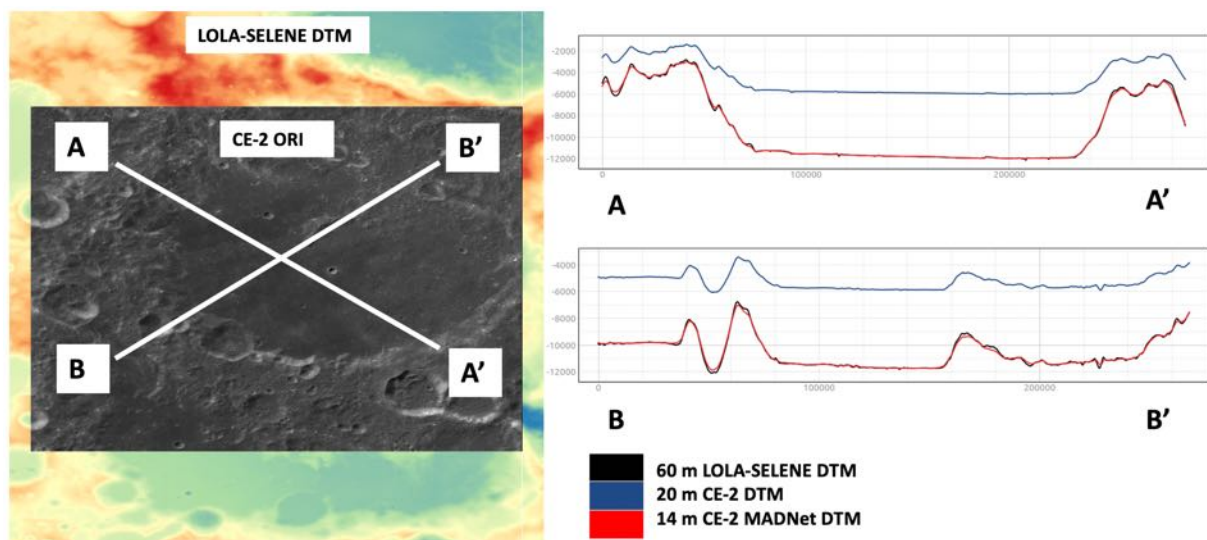 LOLA-SELENE DTM
CE-2 ORI
A
B'
B
A'
-2000
-4000
-6000
-8000
-10000
-12000
0
100000
200000
A
A'
-4000
-6000
-8000
-10000
-12000
0
100000
200000
B
B'
60 m LOLA-SELENE DTM
20 m CE-2 DTM
14 m CE-2 MADNet DTM